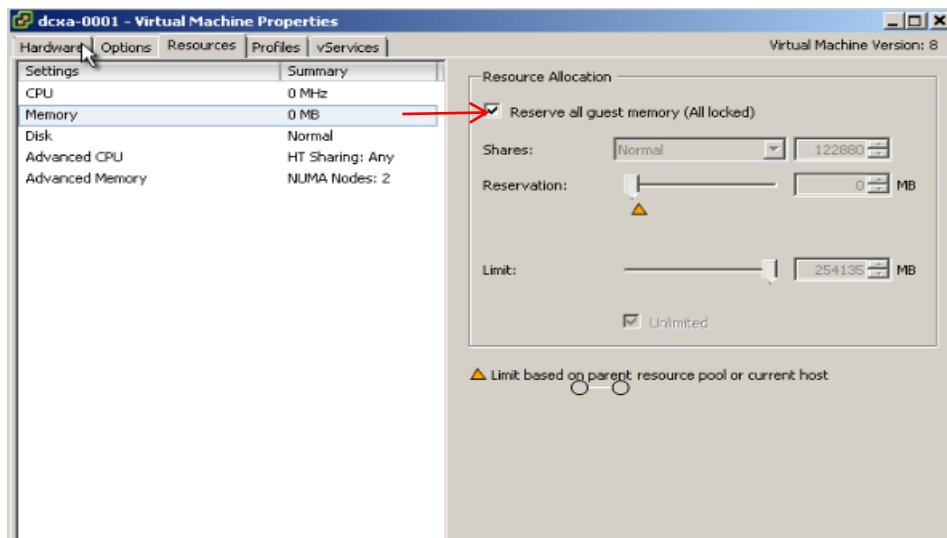 dcxa-0001 - Virtual Machine Properties
Hardware Options Resources Profiles vServices Virtual Machine Version: 8
Settings Summary
CPU 0 MHz
Memory 0 MB
Disk Normal
Advanced CPU HT Sharing: Any
Advanced Memory NUMA Nodes: 2
Resource Allocation
Reserve all guest memory (All locked)
Shares: Normal 122880
Reservation: 0 MB
Limit: 254135 MB
Unlimited
Limit based on parent resource pool or current host